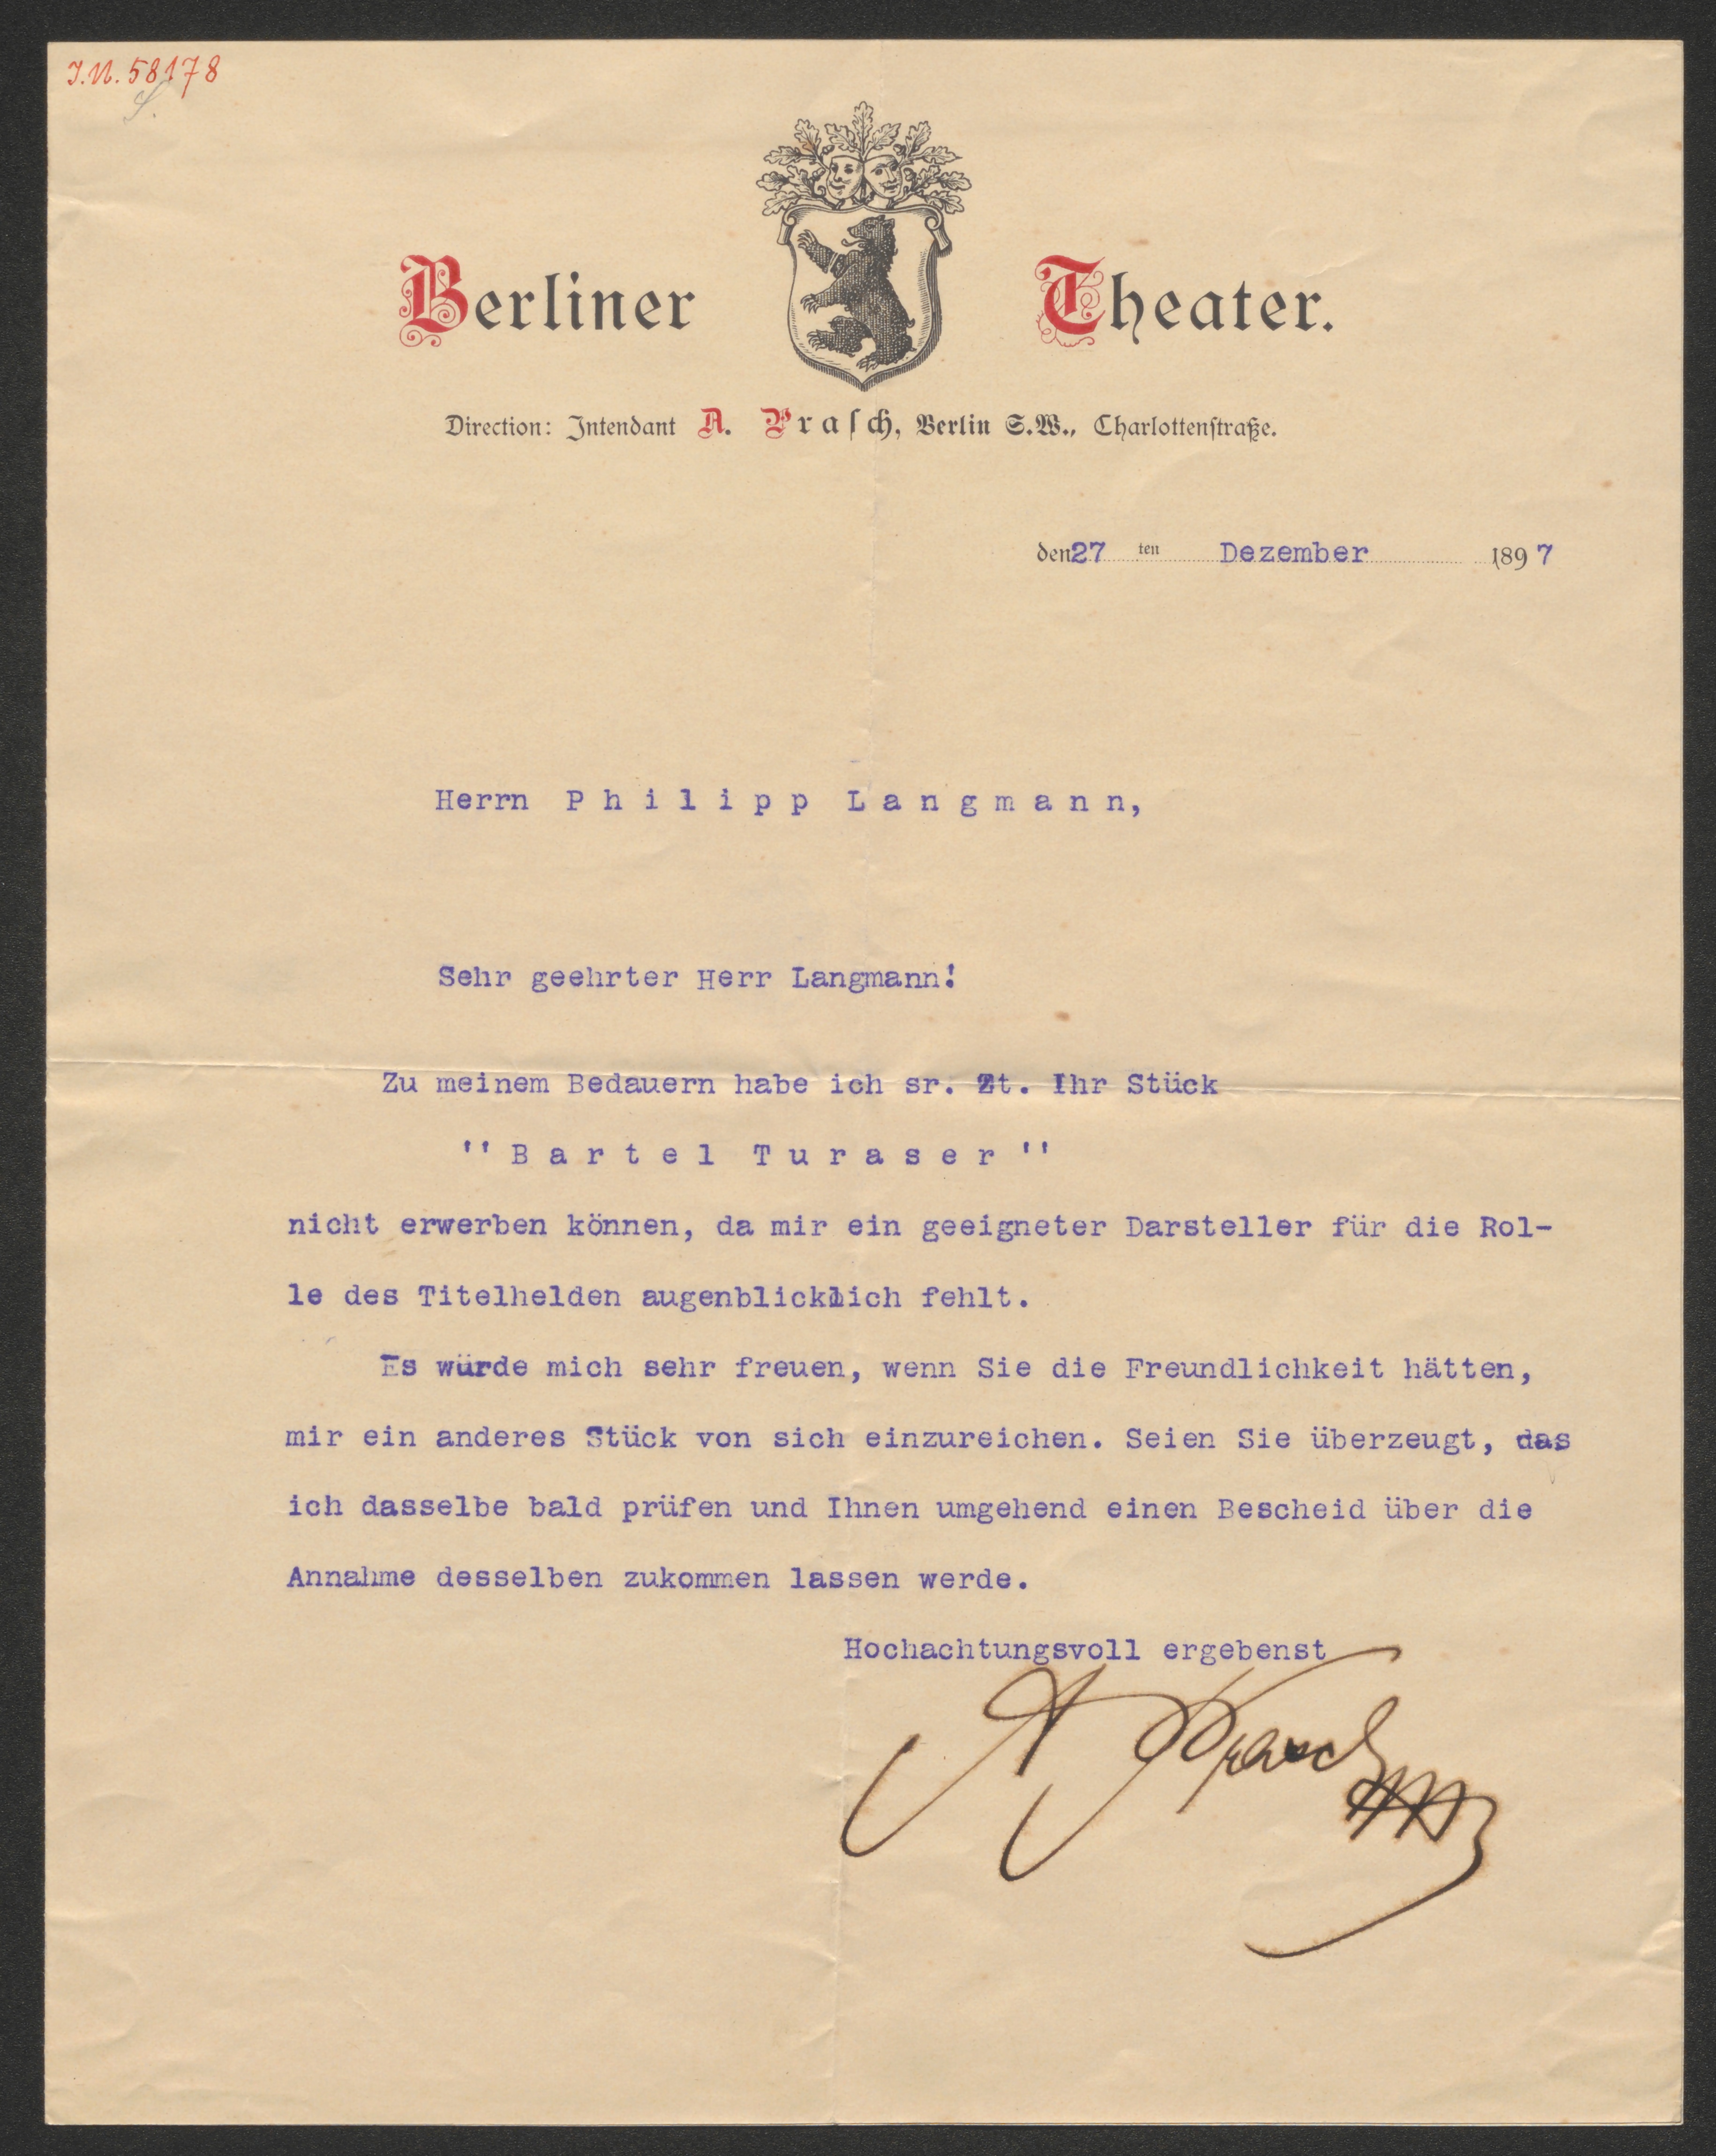 J.N. 58178
Berliner Theater.
Direction: Intendant A. Praſch, Berlin S.W., Charlottenſtraße.
den 27 ten Dezember 1897
Herrn Philipp Langmann,
Sehr geehrter Herr Langmann!
Zu meinem Bedauern habe ich sr. Zt. Ihr Stück
"Bartel Turaser"
nicht erwerben können, da mir ein geeigneter Darsteller für die Rol-
le des Titelhelden augenblicklich fehlt.
Es würde mich sehr freuen, wenn Sie die Freundlichkeit hätten,
mir ein anderes Stück von sich einzureichen. Seien Sie überzeugt, das
ich dasselbe bald prüfen und Ihnen umgehend einen Bescheid über die
Annahme desselben zukommen lassen werde.
Hochachtungsvoll ergebenst
A Prasch